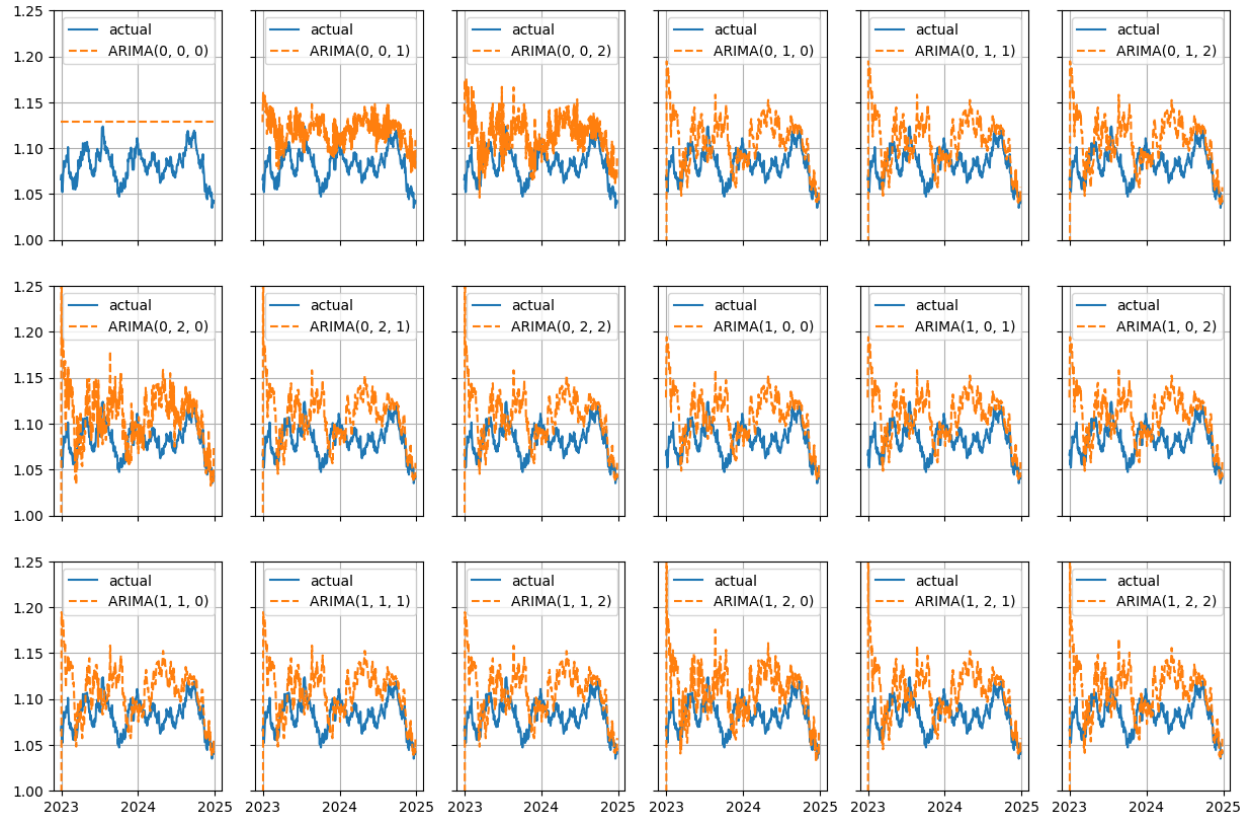 1.25
1.20
1.15
1.10
1.05
1.00
actual
ARIMA(0, 0, 0)
actual
ARIMA(0, 0, 1)
actual
ARIMA(0, 0, 2)
actual
ARIMA(0, 1, 0)
actual
ARIMA(0, 1, 1)
actual
ARIMA(0, 1, 2)
1.25
1.20
1.15
1.10
1.05
1.00
actual
ARIMA(0, 2, 0)
actual
ARIMA(0, 2, 1)
actual
ARIMA(0, 2, 2)
actual
ARIMA(1, 0, 0)
actual
ARIMA(1, 0, 1)
actual
ARIMA(1, 0, 2)
1.25
1.20
1.15
1.10
1.05
1.00
actual
ARIMA(1, 1, 0)
actual
ARIMA(1, 1, 1)
actual
ARIMA(1, 1, 2)
actual
ARIMA(1, 2, 0)
actual
ARIMA(1, 2, 1)
actual
ARIMA(1, 2, 2)
2023 2024 2025
2023 2024 2025
2023 2024 2025
2023 2024 2025
2023 2024 2025
2023 2024 2025